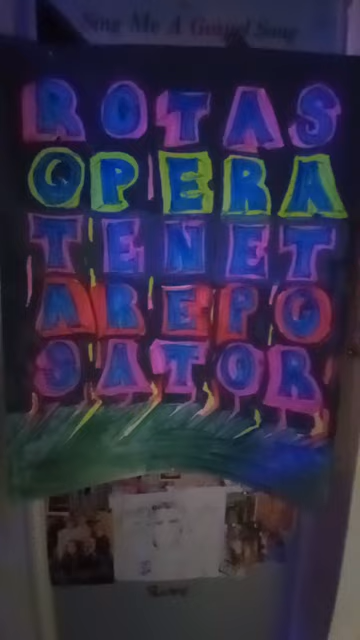 Sing Me A Gospel Song
ROTAS
OPERA
TENET
AREPO
SATOR